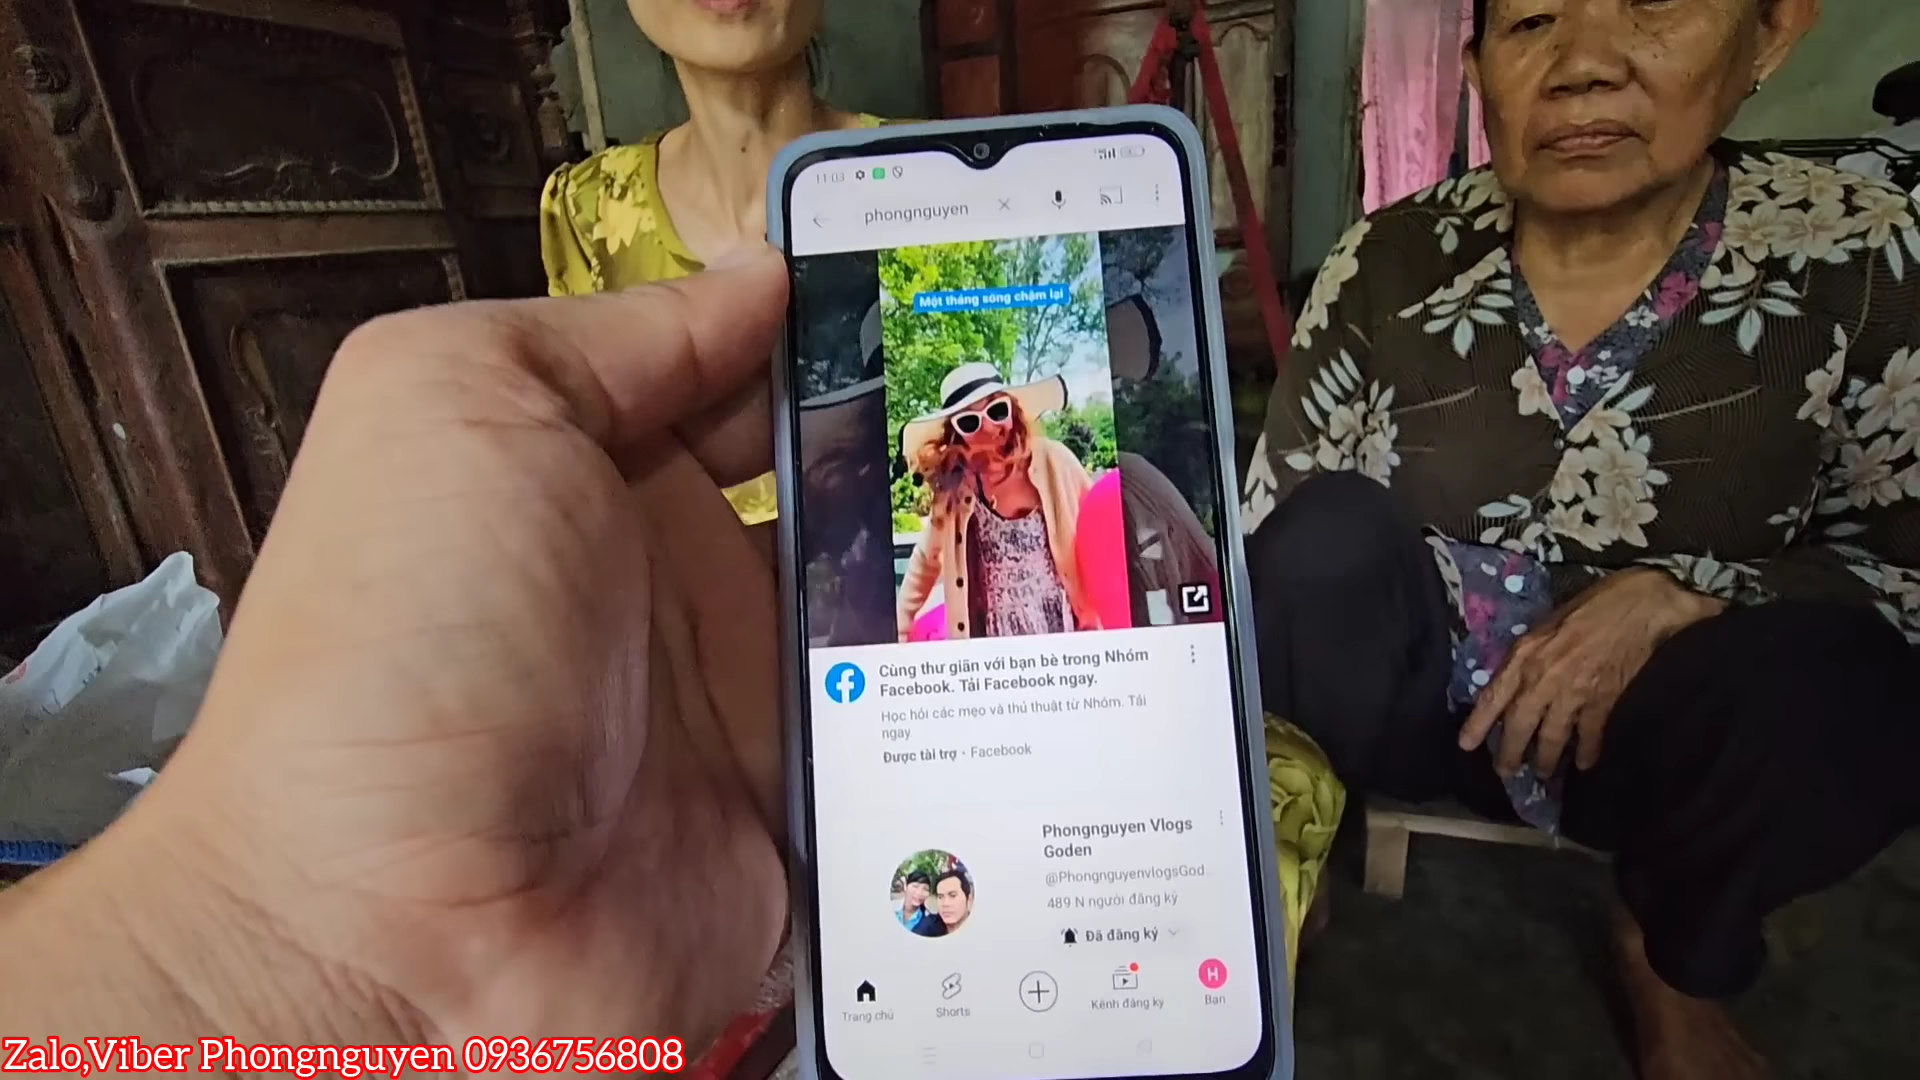 11:03
phongnguyen
Một tháng sống chậm lại
Cùng thư giãn với bạn bè trong Nhóm
Facebook. Tải Facebook ngay.
Học hỏi các mẹo và thủ thuật từ Nhóm. Tải
ngay.
Được tài trợ · Facebook
Phongnguyen Vlogs
Goden
@PhongnguyenvlogsGod...
489 N người đăng ký
Đã đăng ký
Trang chủ
Shorts
Kênh đăng ký
H
Bạn
Zalo,Viber Phongnguyen 0936756808